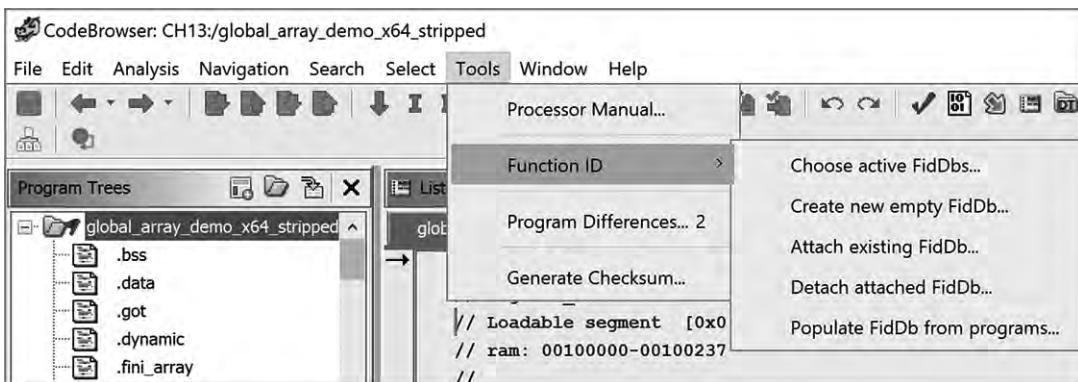 CodeBrowser: CH13:/global_array_demo_x64_stripped
File Edit Analysis Navigation Search Select Tools Window Help
Processor Manual...
Function ID
Program Differences... 2
Generate Checksum...
Choose active FidDbs...
Create new empty FidDb...
Attach existing FidDb...
Detach attached FidDb...
Populate FidDb from programs...
Program Trees
List
global_array_demo_x64_stripped
glob
.bss
.data
.got
.dynamic
.fini_array
// Loadable segment [0x0
// ram: 00100000-00100237
//